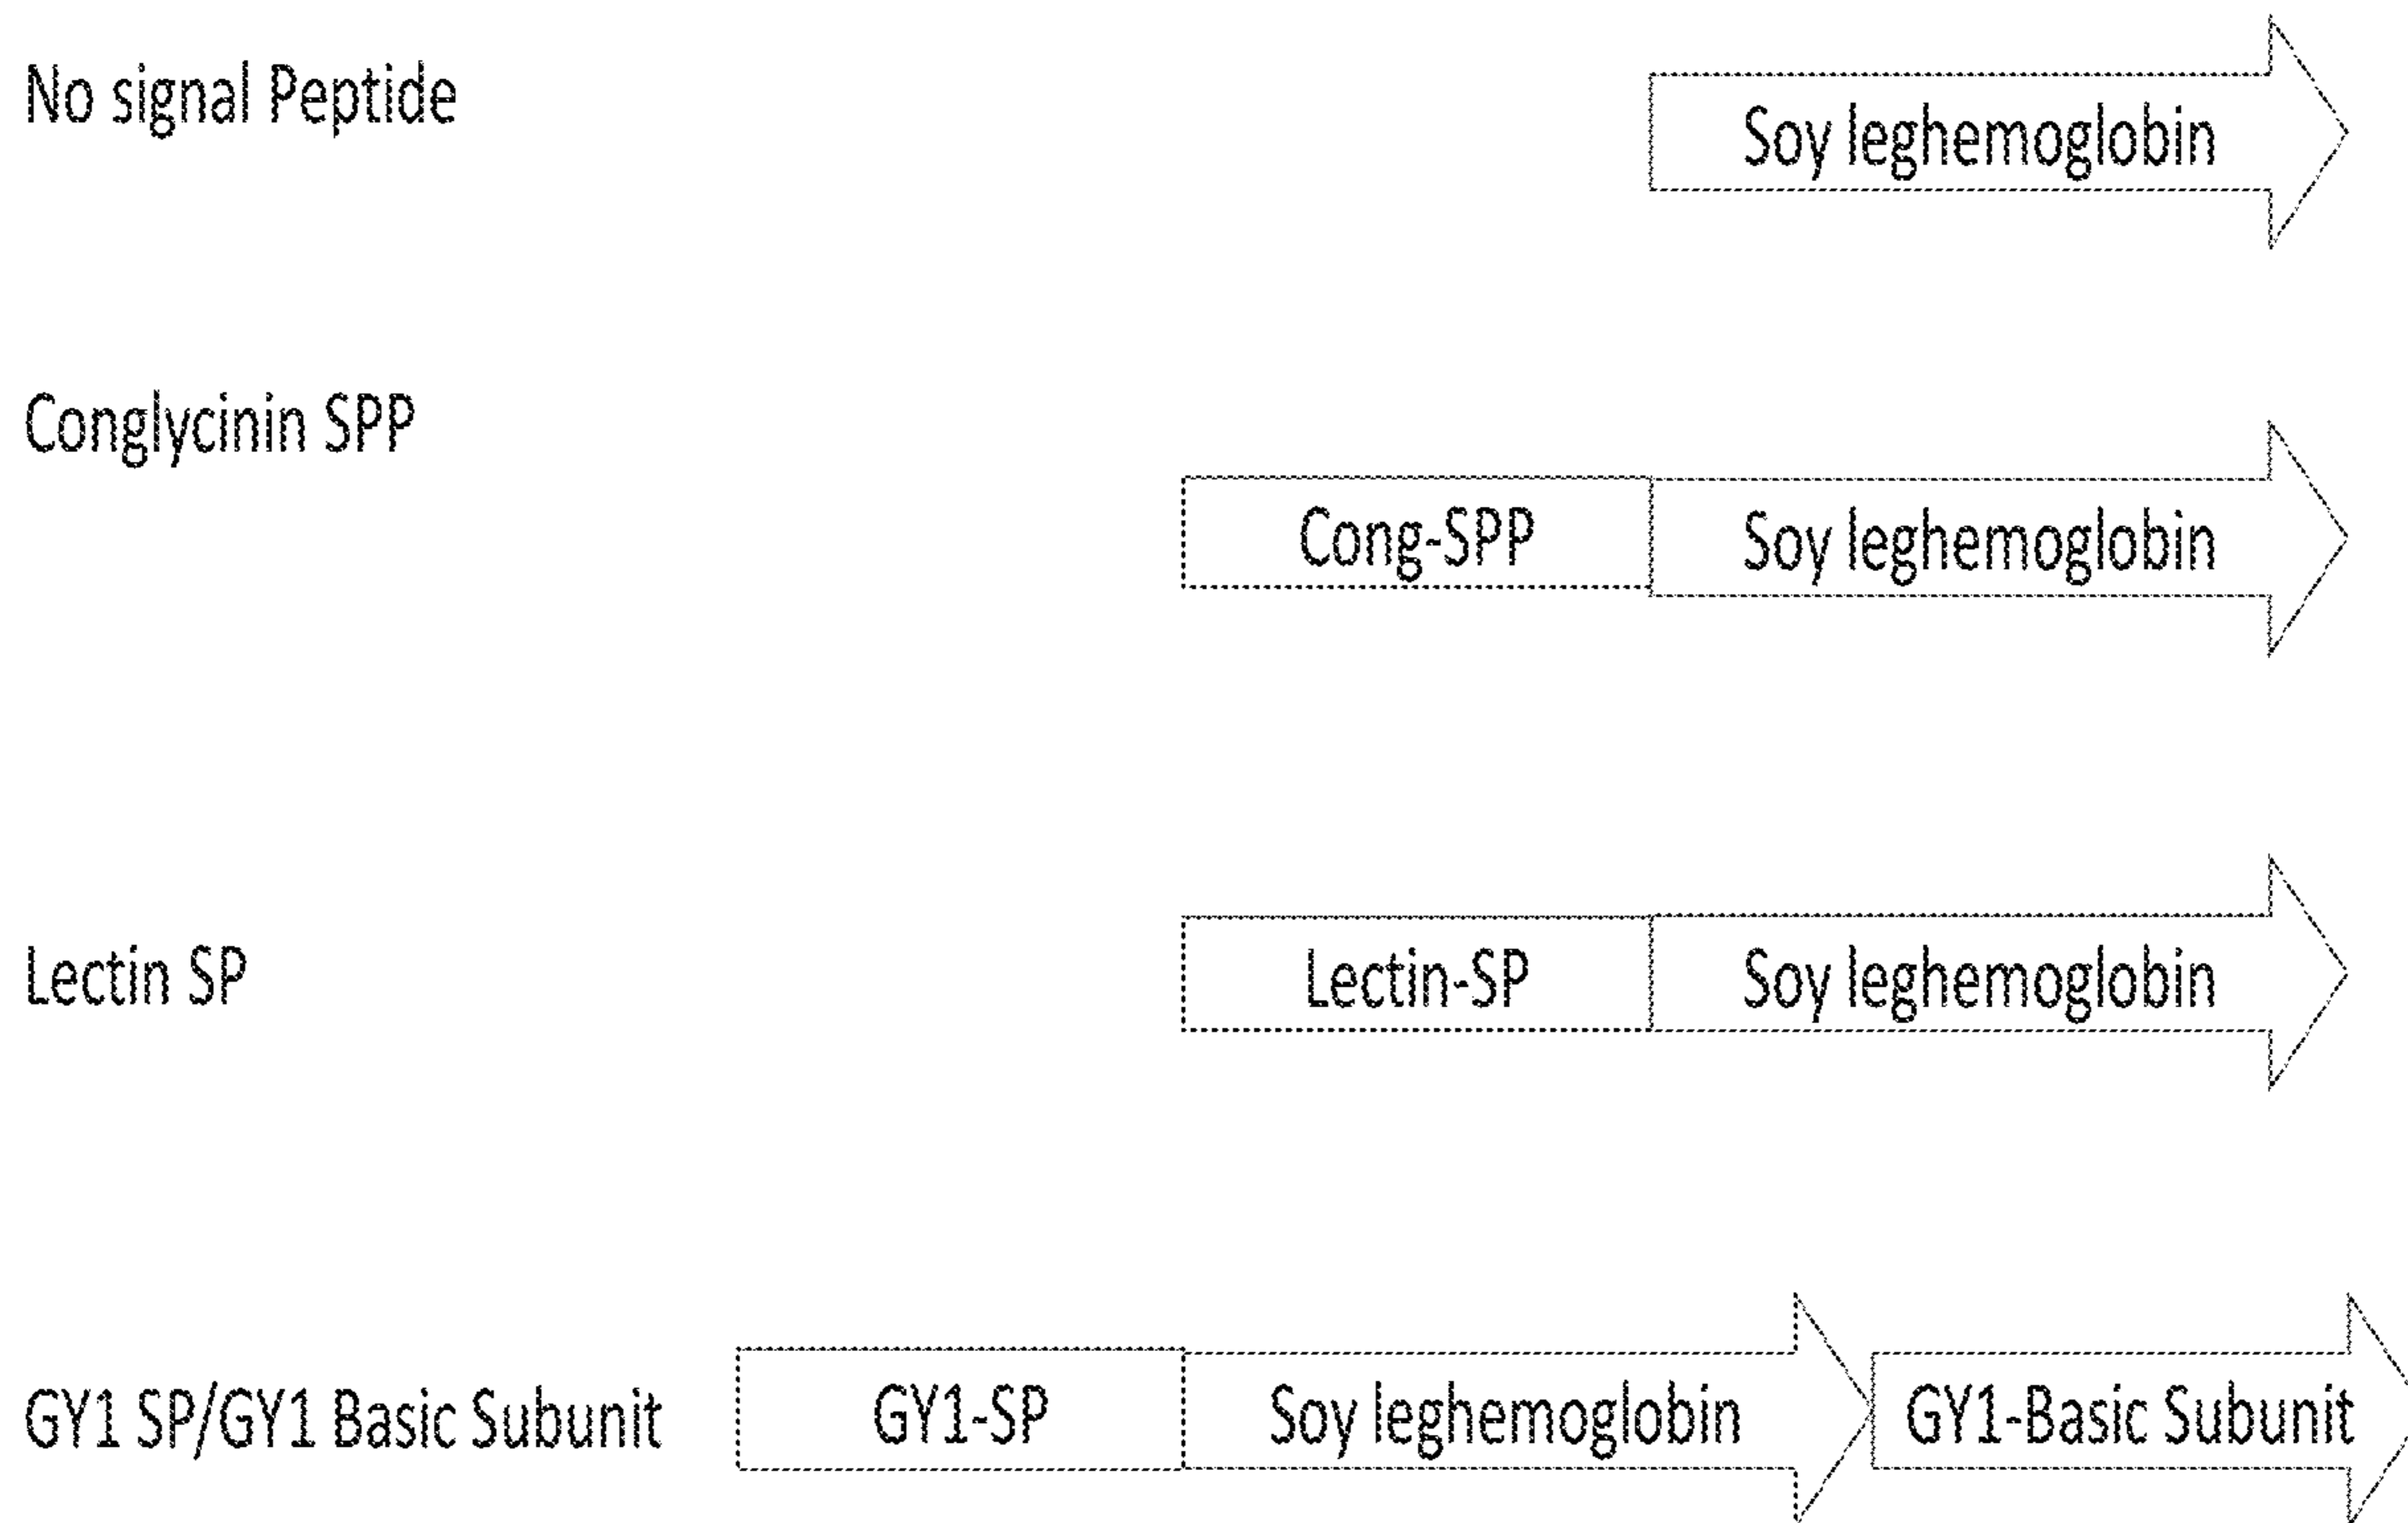 No signal Peptide
Soy leghemoglobin
Conglycinin SPP
Cong-SPP
Soy leghemoglobin
Lectin SP
Lectin-SP
Soy leghemoglobin
GY1 SP/GY1 Basic Subunit
GY1-SP
Soy leghemoglobin
GY1-Basic Subunit